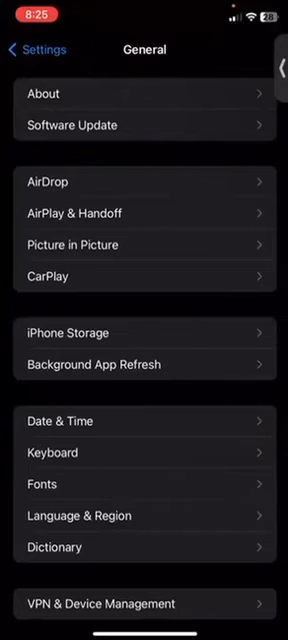 8:25
28
Settings
General
About
Software Update
AirDrop
AirPlay & Handoff
Picture in Picture
CarPlay
iPhone Storage
Background App Refresh
Date & Time
Keyboard
Fonts
Language & Region
Dictionary
VPN & Device Management